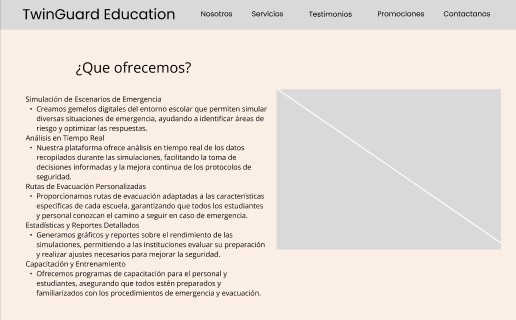 TwinGuard Education
Nosotros Servicios Testimonios Promociones Contactanos
¿Que ofrecemos?
Simulación de Escenarios de Emergencia
• Creamos gemelos digitales del entorno escolar que permiten simular
diversas situaciones de emergencia, ayudando a identificar áreas de
riesgo y optimizar las respuestas.
Análisis en Tiempo Real
• Nuestra plataforma ofrece análisis en tiempo real de los datos
recopilados durante las simulaciones, facilitando la toma de
decisiones informadas y la mejora continua de los protocolos de
seguridad.
Rutas de Evacuación Personalizadas
• Proporcionamos rutas de evacuación adaptadas a las características
específicas de cada escuela, garantizando que todos los estudiantes
y personal conozcan el camino a seguir en caso de emergencia.
Estadísticas y Reportes Detallados
• Generamos gráficos y reportes sobre el rendimiento de las
simulaciones, permitiendo a las instituciones evaluar su preparación
y realizar ajustes necesarios para mejorar la seguridad.
Capacitación y Entrenamiento
• Ofrecemos programas de capacitación para el personal y
estudiantes, asegurando que todos estén preparados y
familiarizados con los procedimientos de emergencia y evacuación.